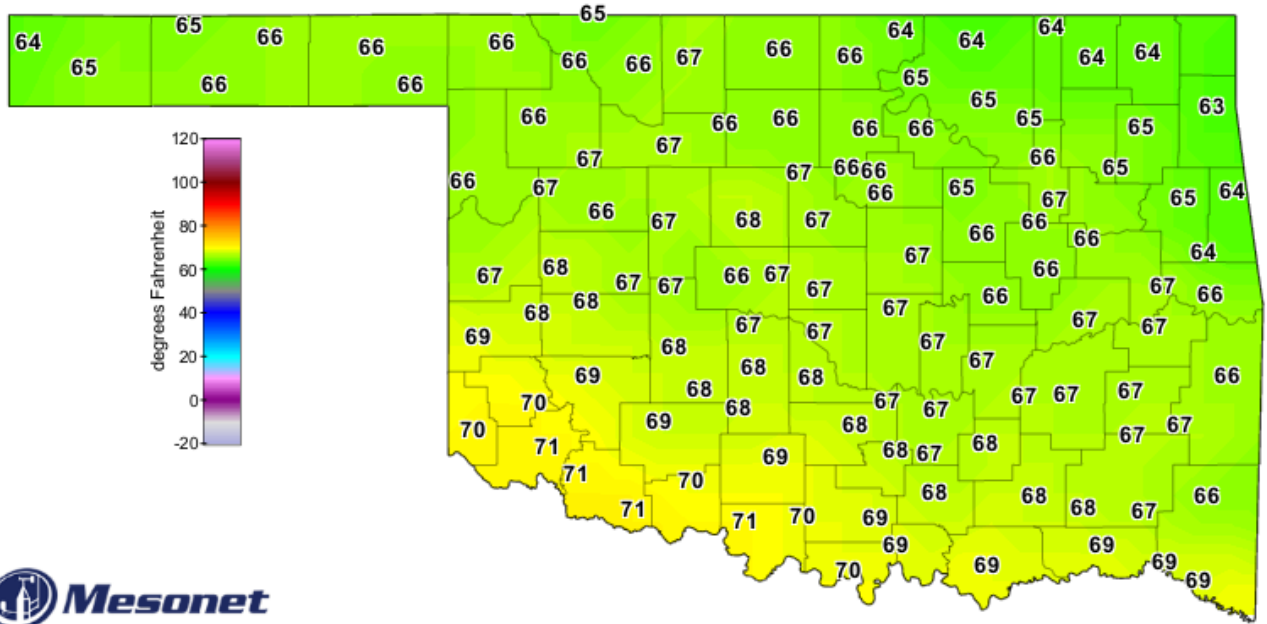 65
64 65 66 66 66 66 66 67 66 66 64 64 64 64 64
65 66 66 65 65 65 63
66 66 66 66 66 65
67 67 66 65
66 67 67 66 66 66 65 67 65 64
66 67 68 67 66 66 66
67 68 67 67 66 67 67 67 66 64
68 68 67 66 67 66
69 68 67 67 67 67 67 67
69 68 68 68 67 66
70 69 68 67 67 67 67 67
70 71 69 68 68 67 68 67 67
71 70 68 68 68 67 66
71 71 70 69
69 69 69
70 69 69
120
100
80
60
40
20
0
-20
degrees Fahrenheit
Mesonet